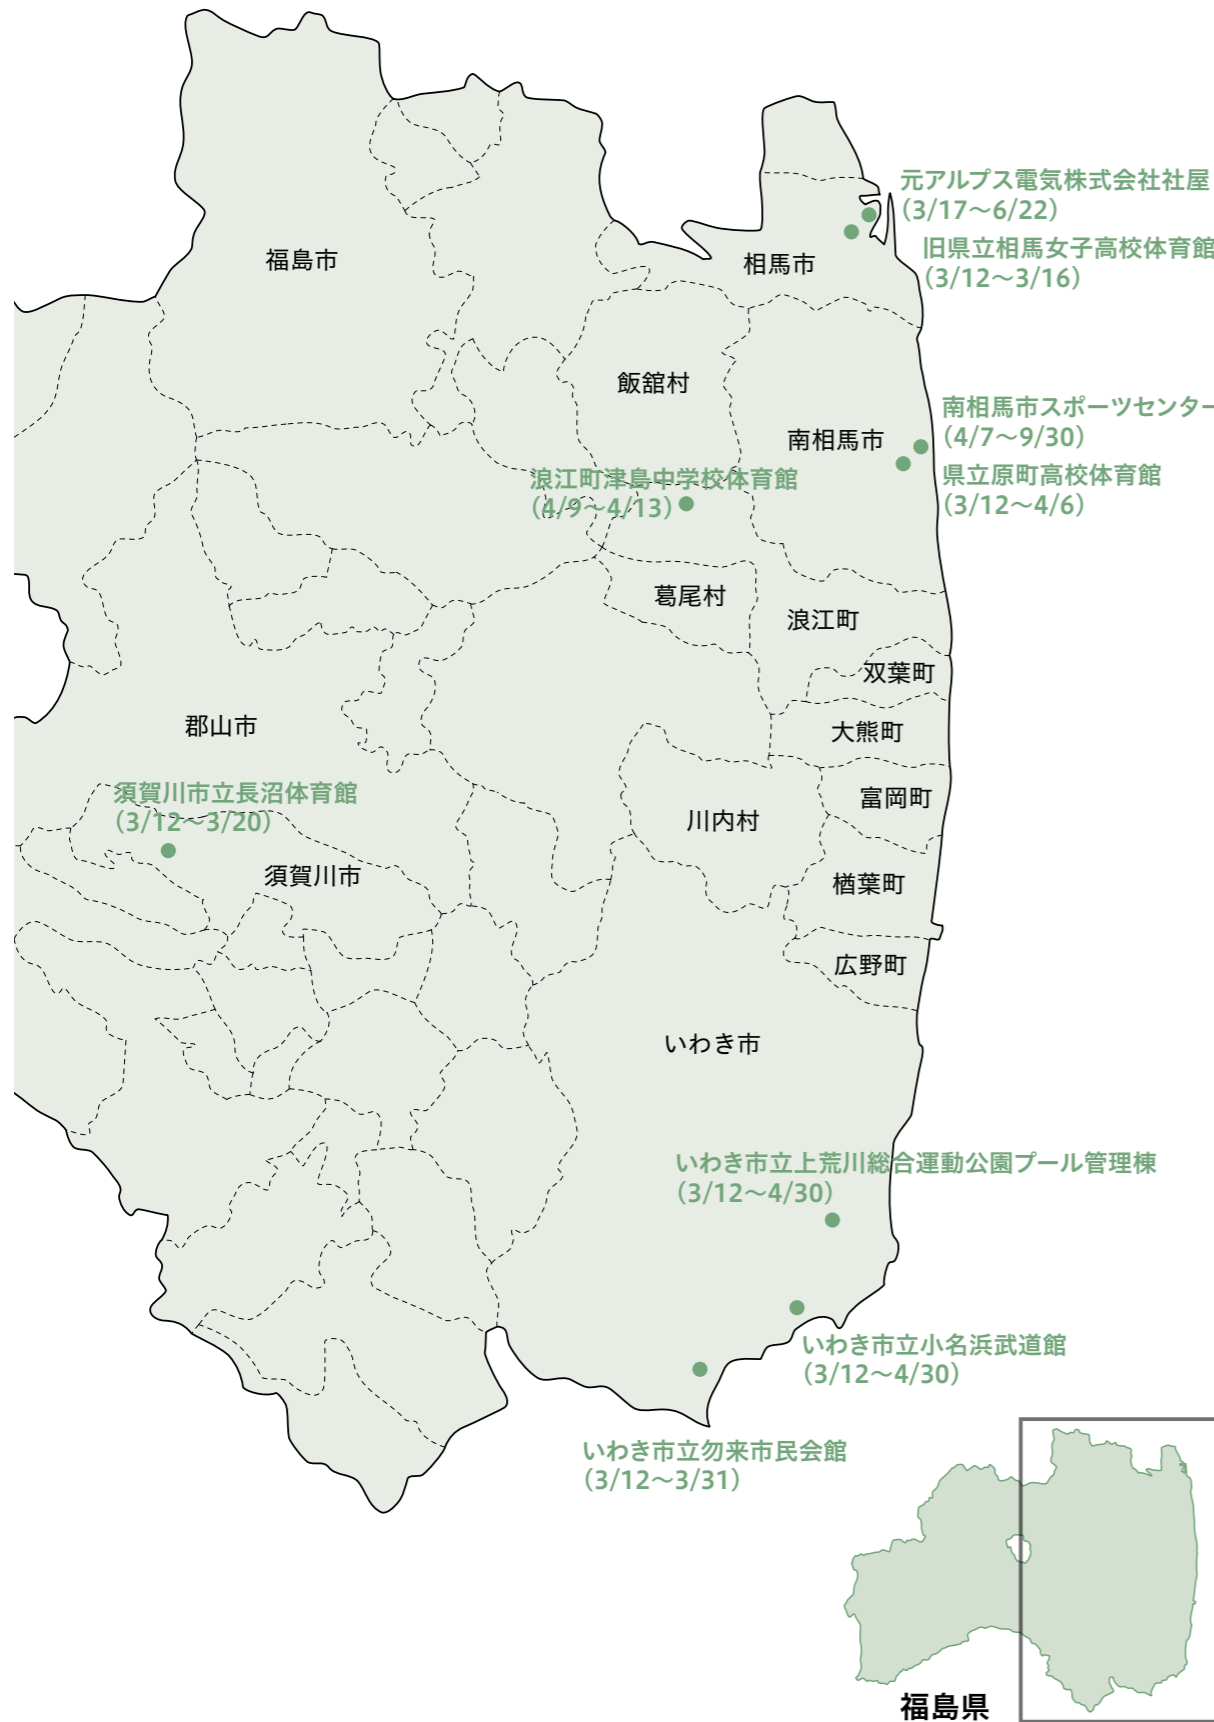 元アルプス電気株式会社社屋
(3/17～6/22)
福島市
相馬市
旧県立相馬女子高校体育館
(3/12～3/16)
飯舘村
南相馬市
南相馬市スポーツセンター
(4/7～9/30)
浪江町津島中学校体育館
(4/9～4/13)
県立原町高校体育館
(3/12～4/6)
葛尾村
浪江町
双葉町
郡山市
大熊町
須賀川市立長沼体育館
(3/12～3/20)
富岡町
川内村
須賀川市
楢葉町
広野町
いわき市
いわき市立上荒川総合運動公園プール管理棟
(3/12～4/30)
いわき市立小名浜武道館
(3/12～4/30)
いわき市立勿来市民会館
(3/12～3/31)
福島県